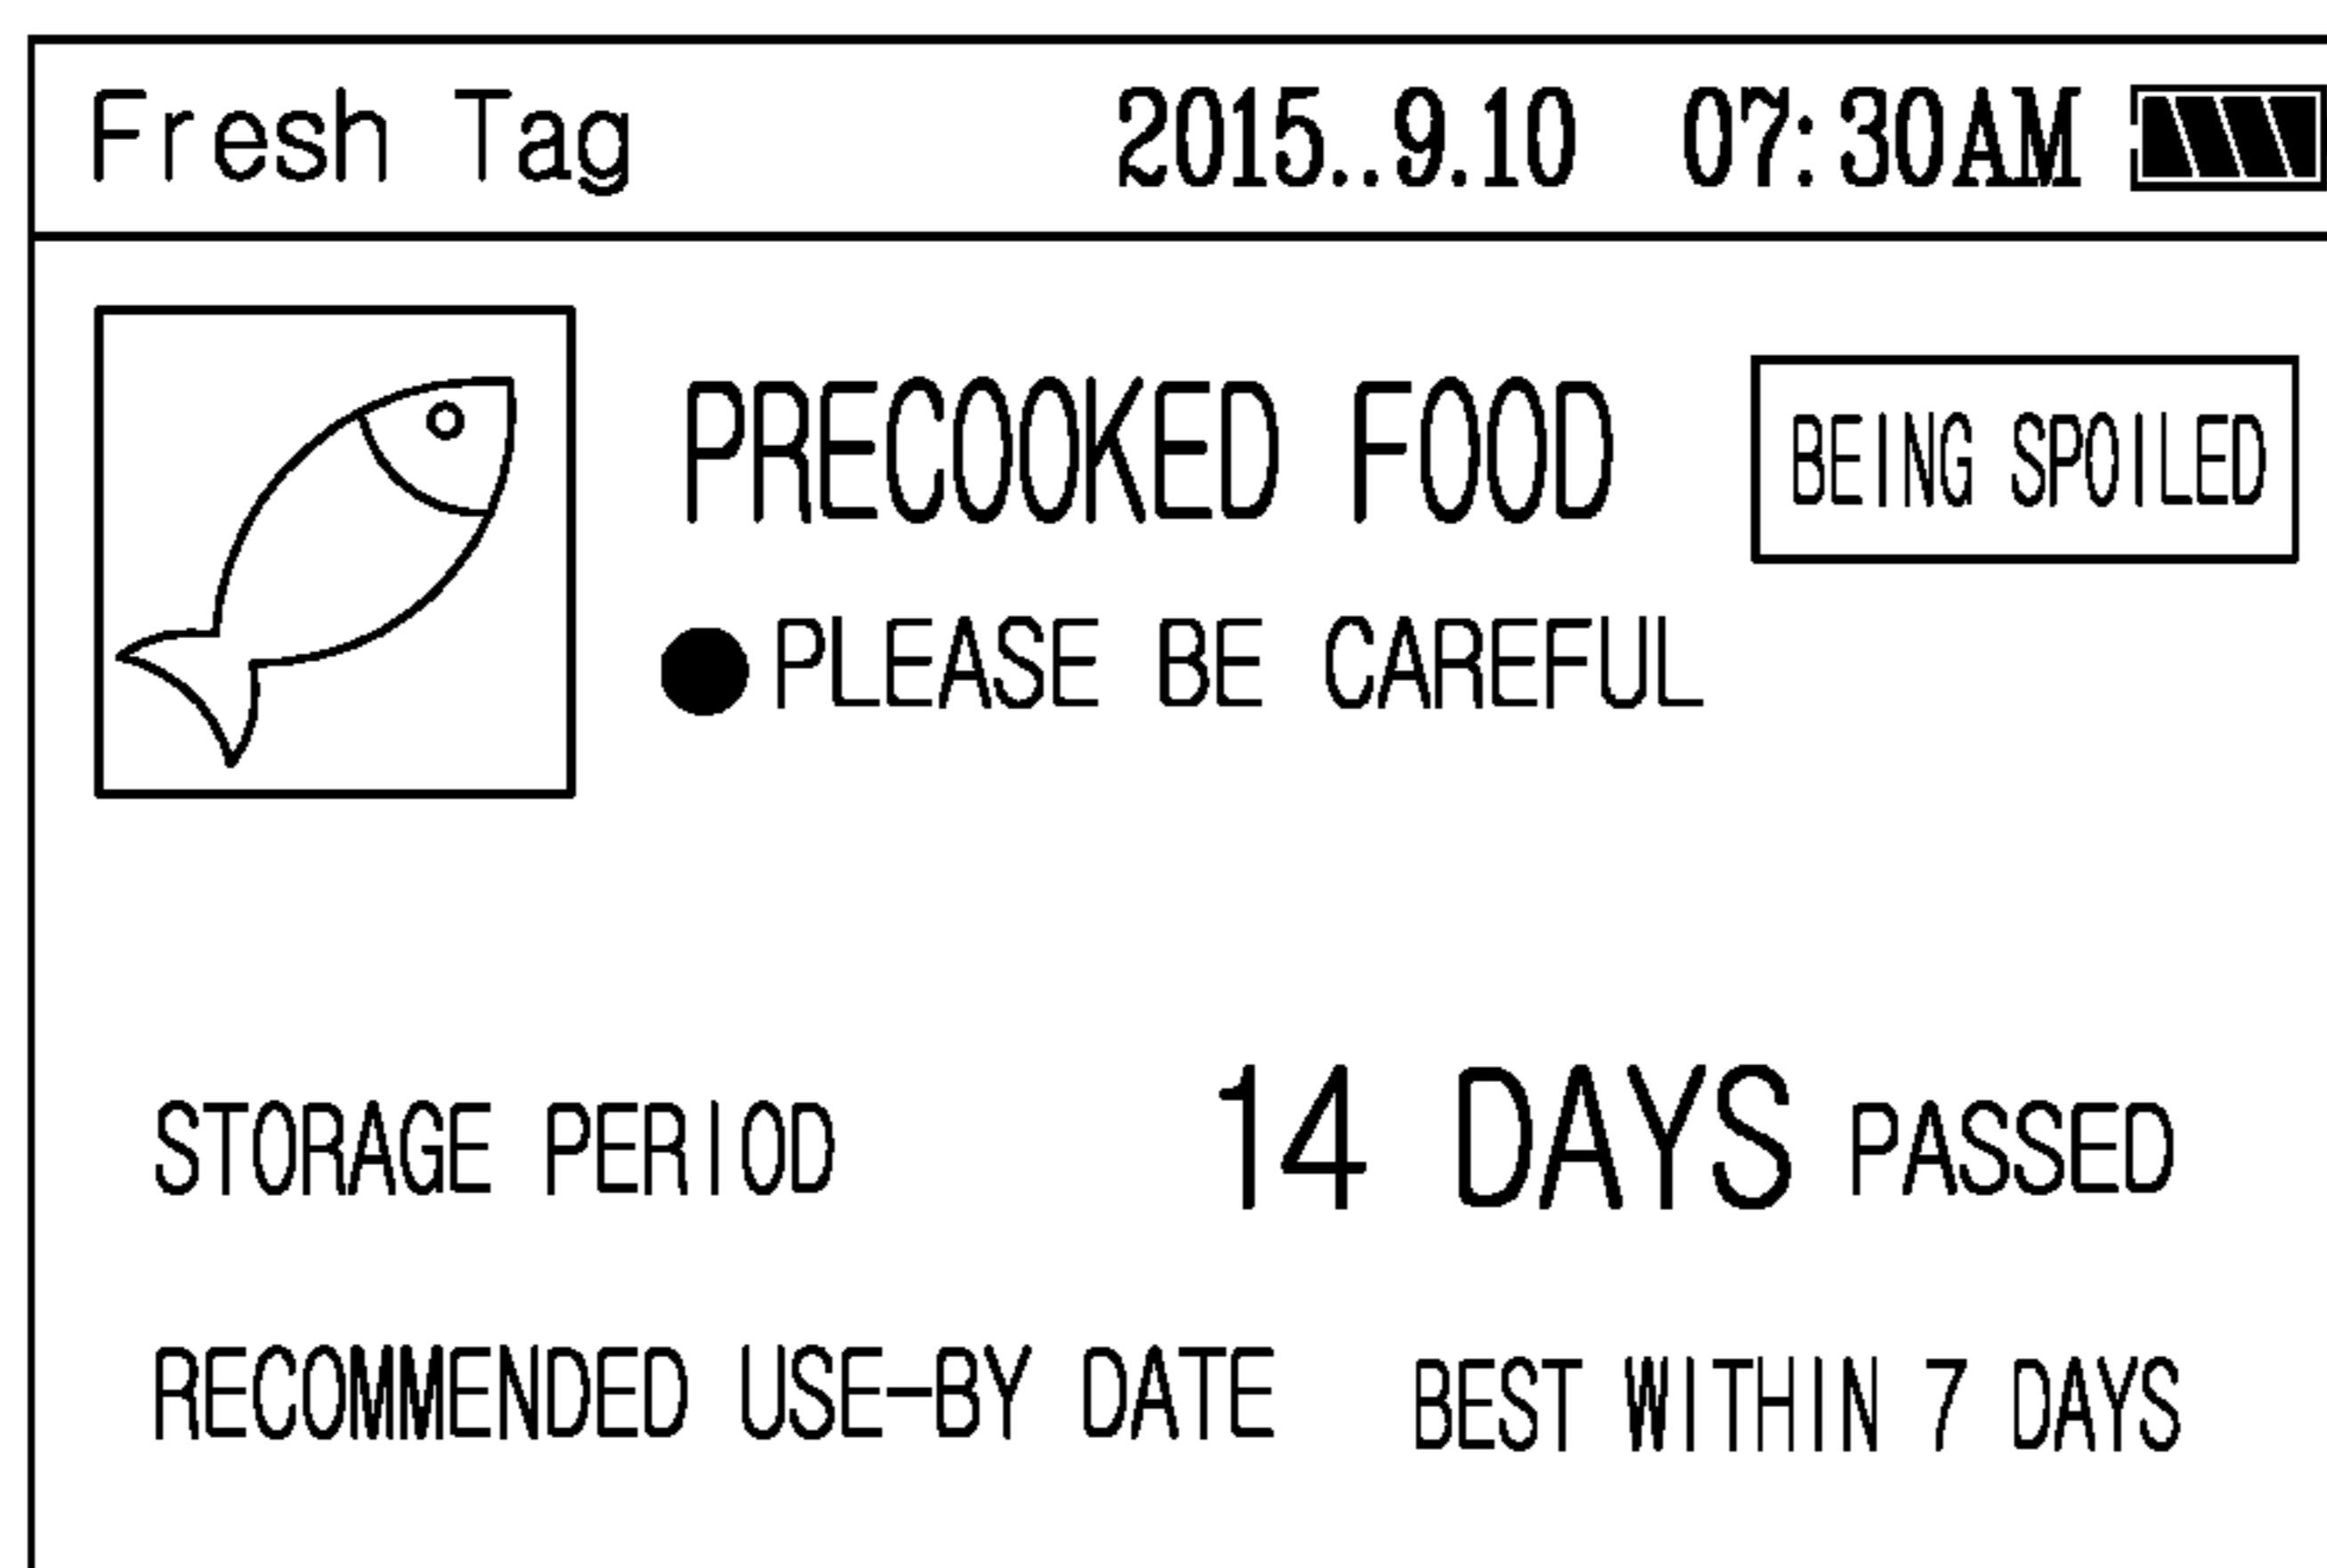 Fresh Tag 2015..9.10 07:30AM
PRECOOKED FOOD BEING SPOILED
●PLEASE BE CAREFUL
STORAGE PERIOD 14 DAYS PASSED
RECOMMENDED USE-BY DATE BEST WITHIN 7 DAYS